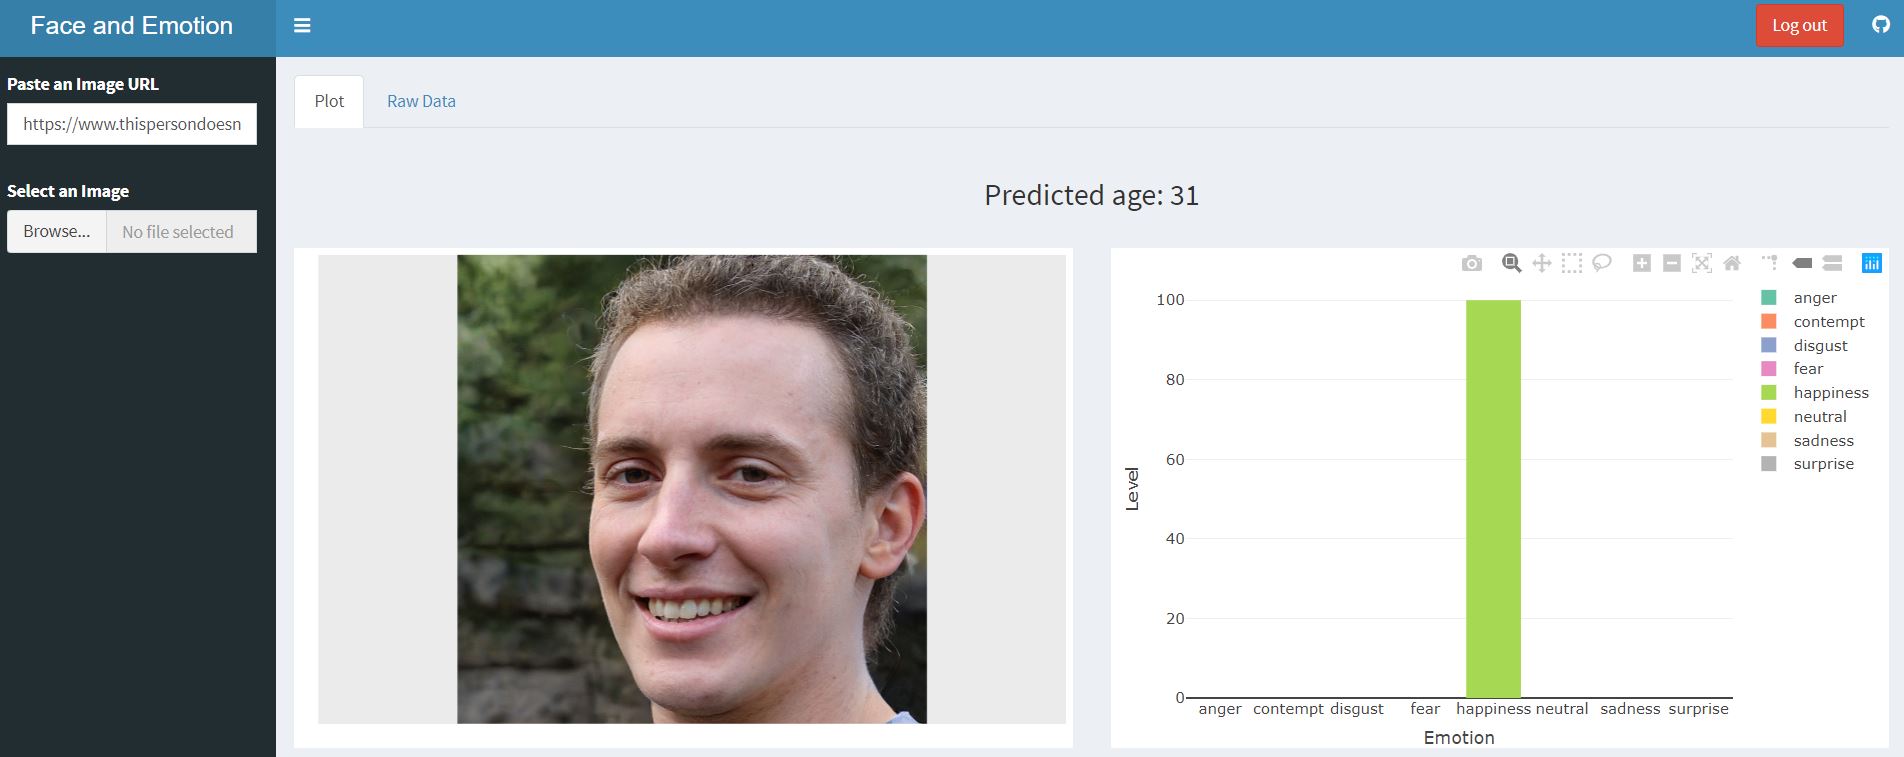 Face and Emotion
Log out
Paste an Image URL
https://www.thispersondoesn
Select an Image
Browse... No file selected
Plot Raw Data
Predicted age: 31
100
80
60
40
20
0
Level
anger contempt disgust fear happiness neutral sadness surprise
Emotion
anger
contempt
disgust
fear
happiness
neutral
sadness
surprise